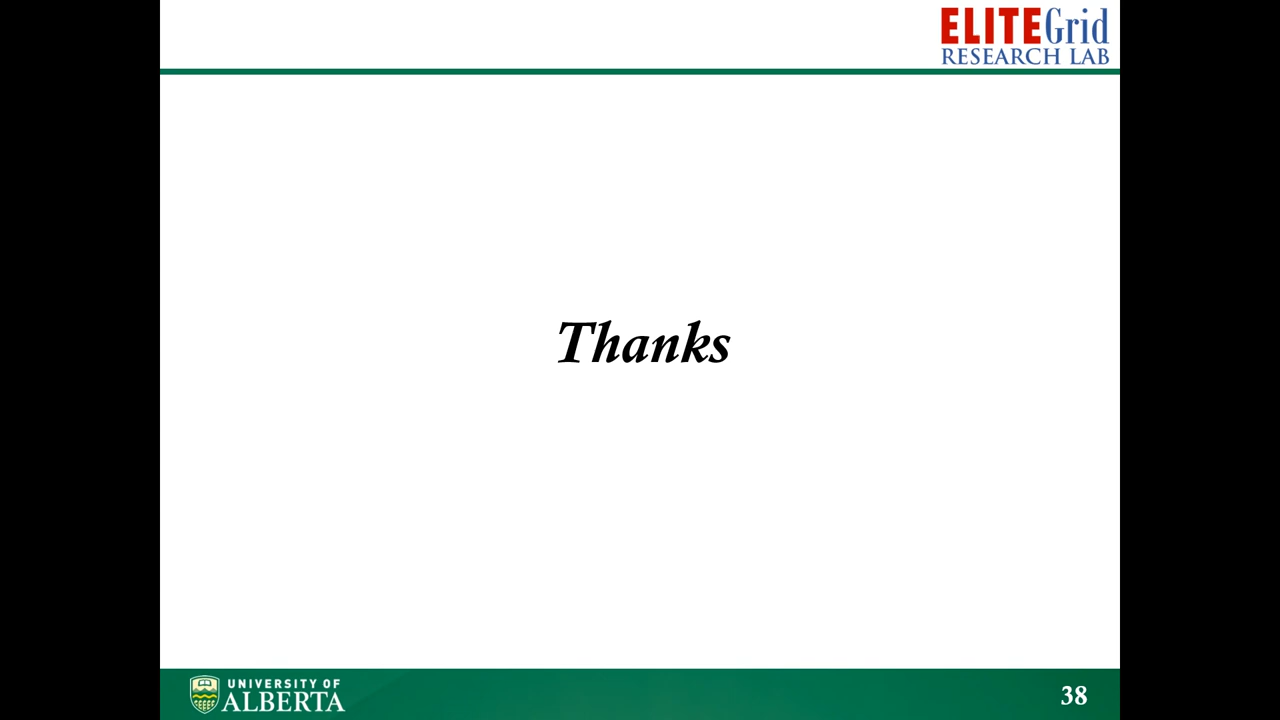 ELITEGrid
RESEARCH LAB
Thanks
UNIVERSITY OF
ALBERTA
38